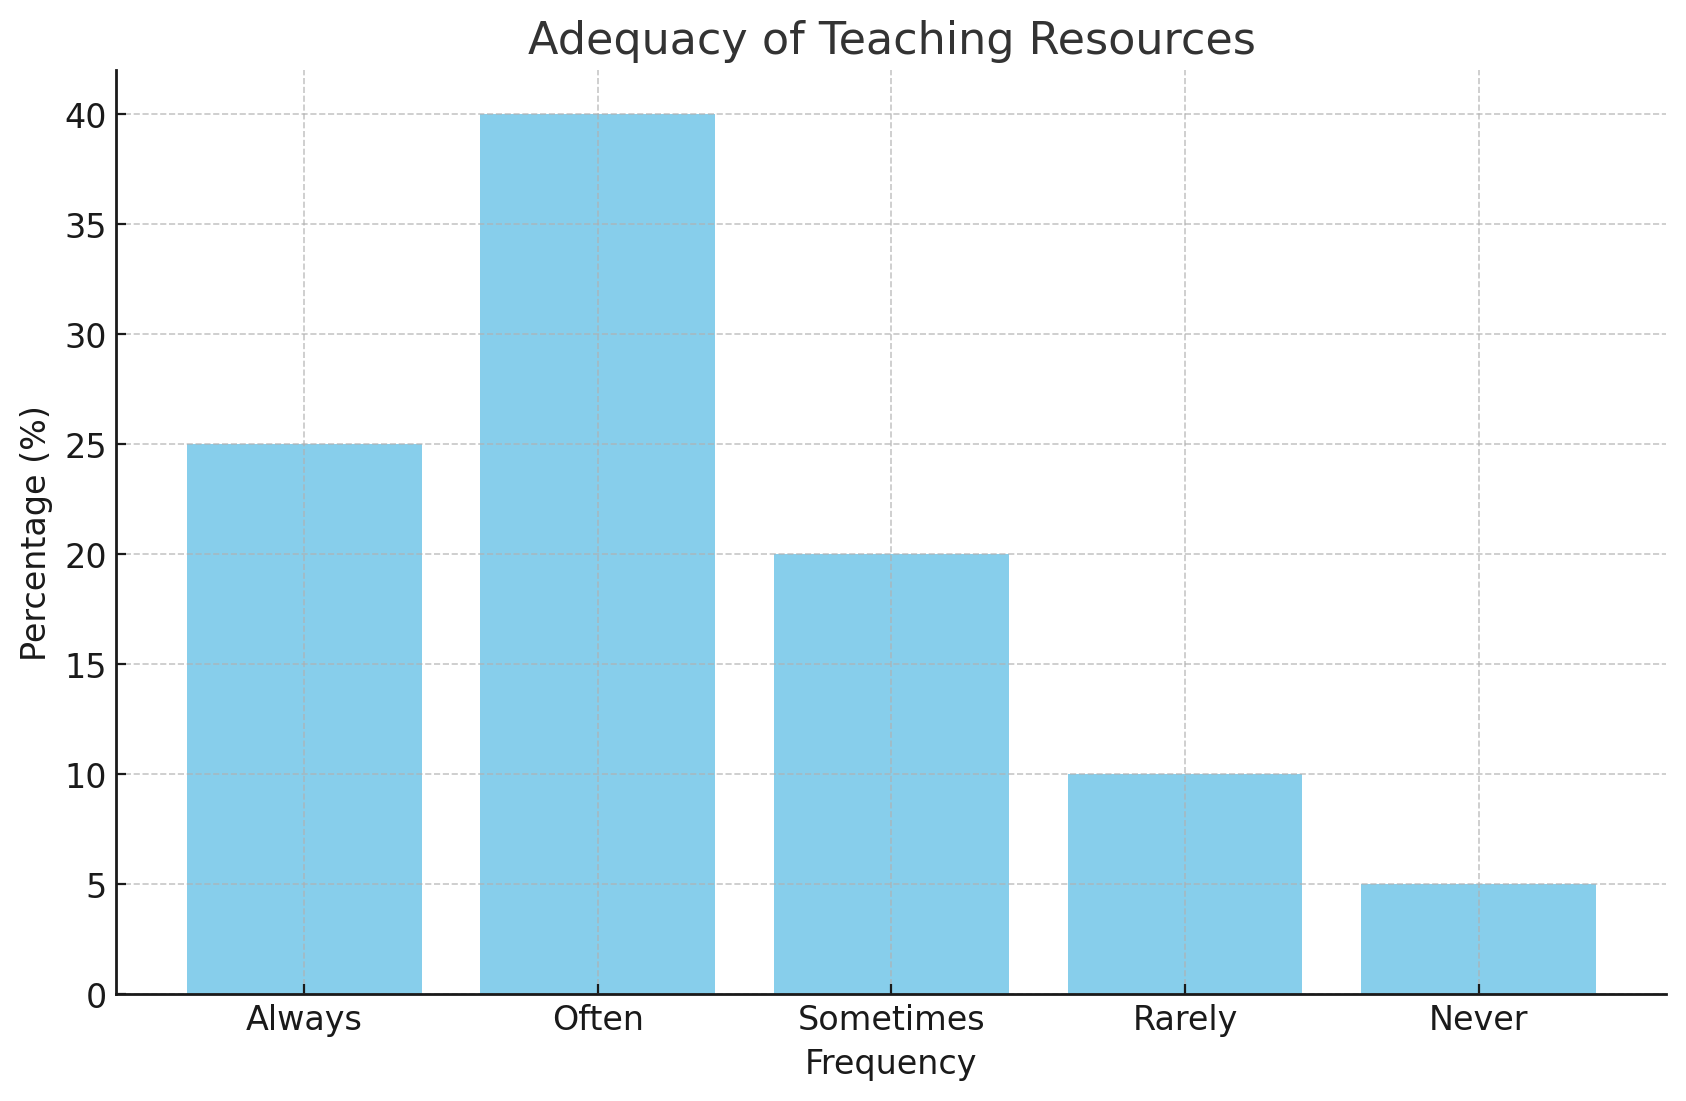 Adequacy of Teaching Resources
Percentage (%)
40
35
30
25
20
15
10
5
0
Always Often Sometimes Rarely Never
Frequency